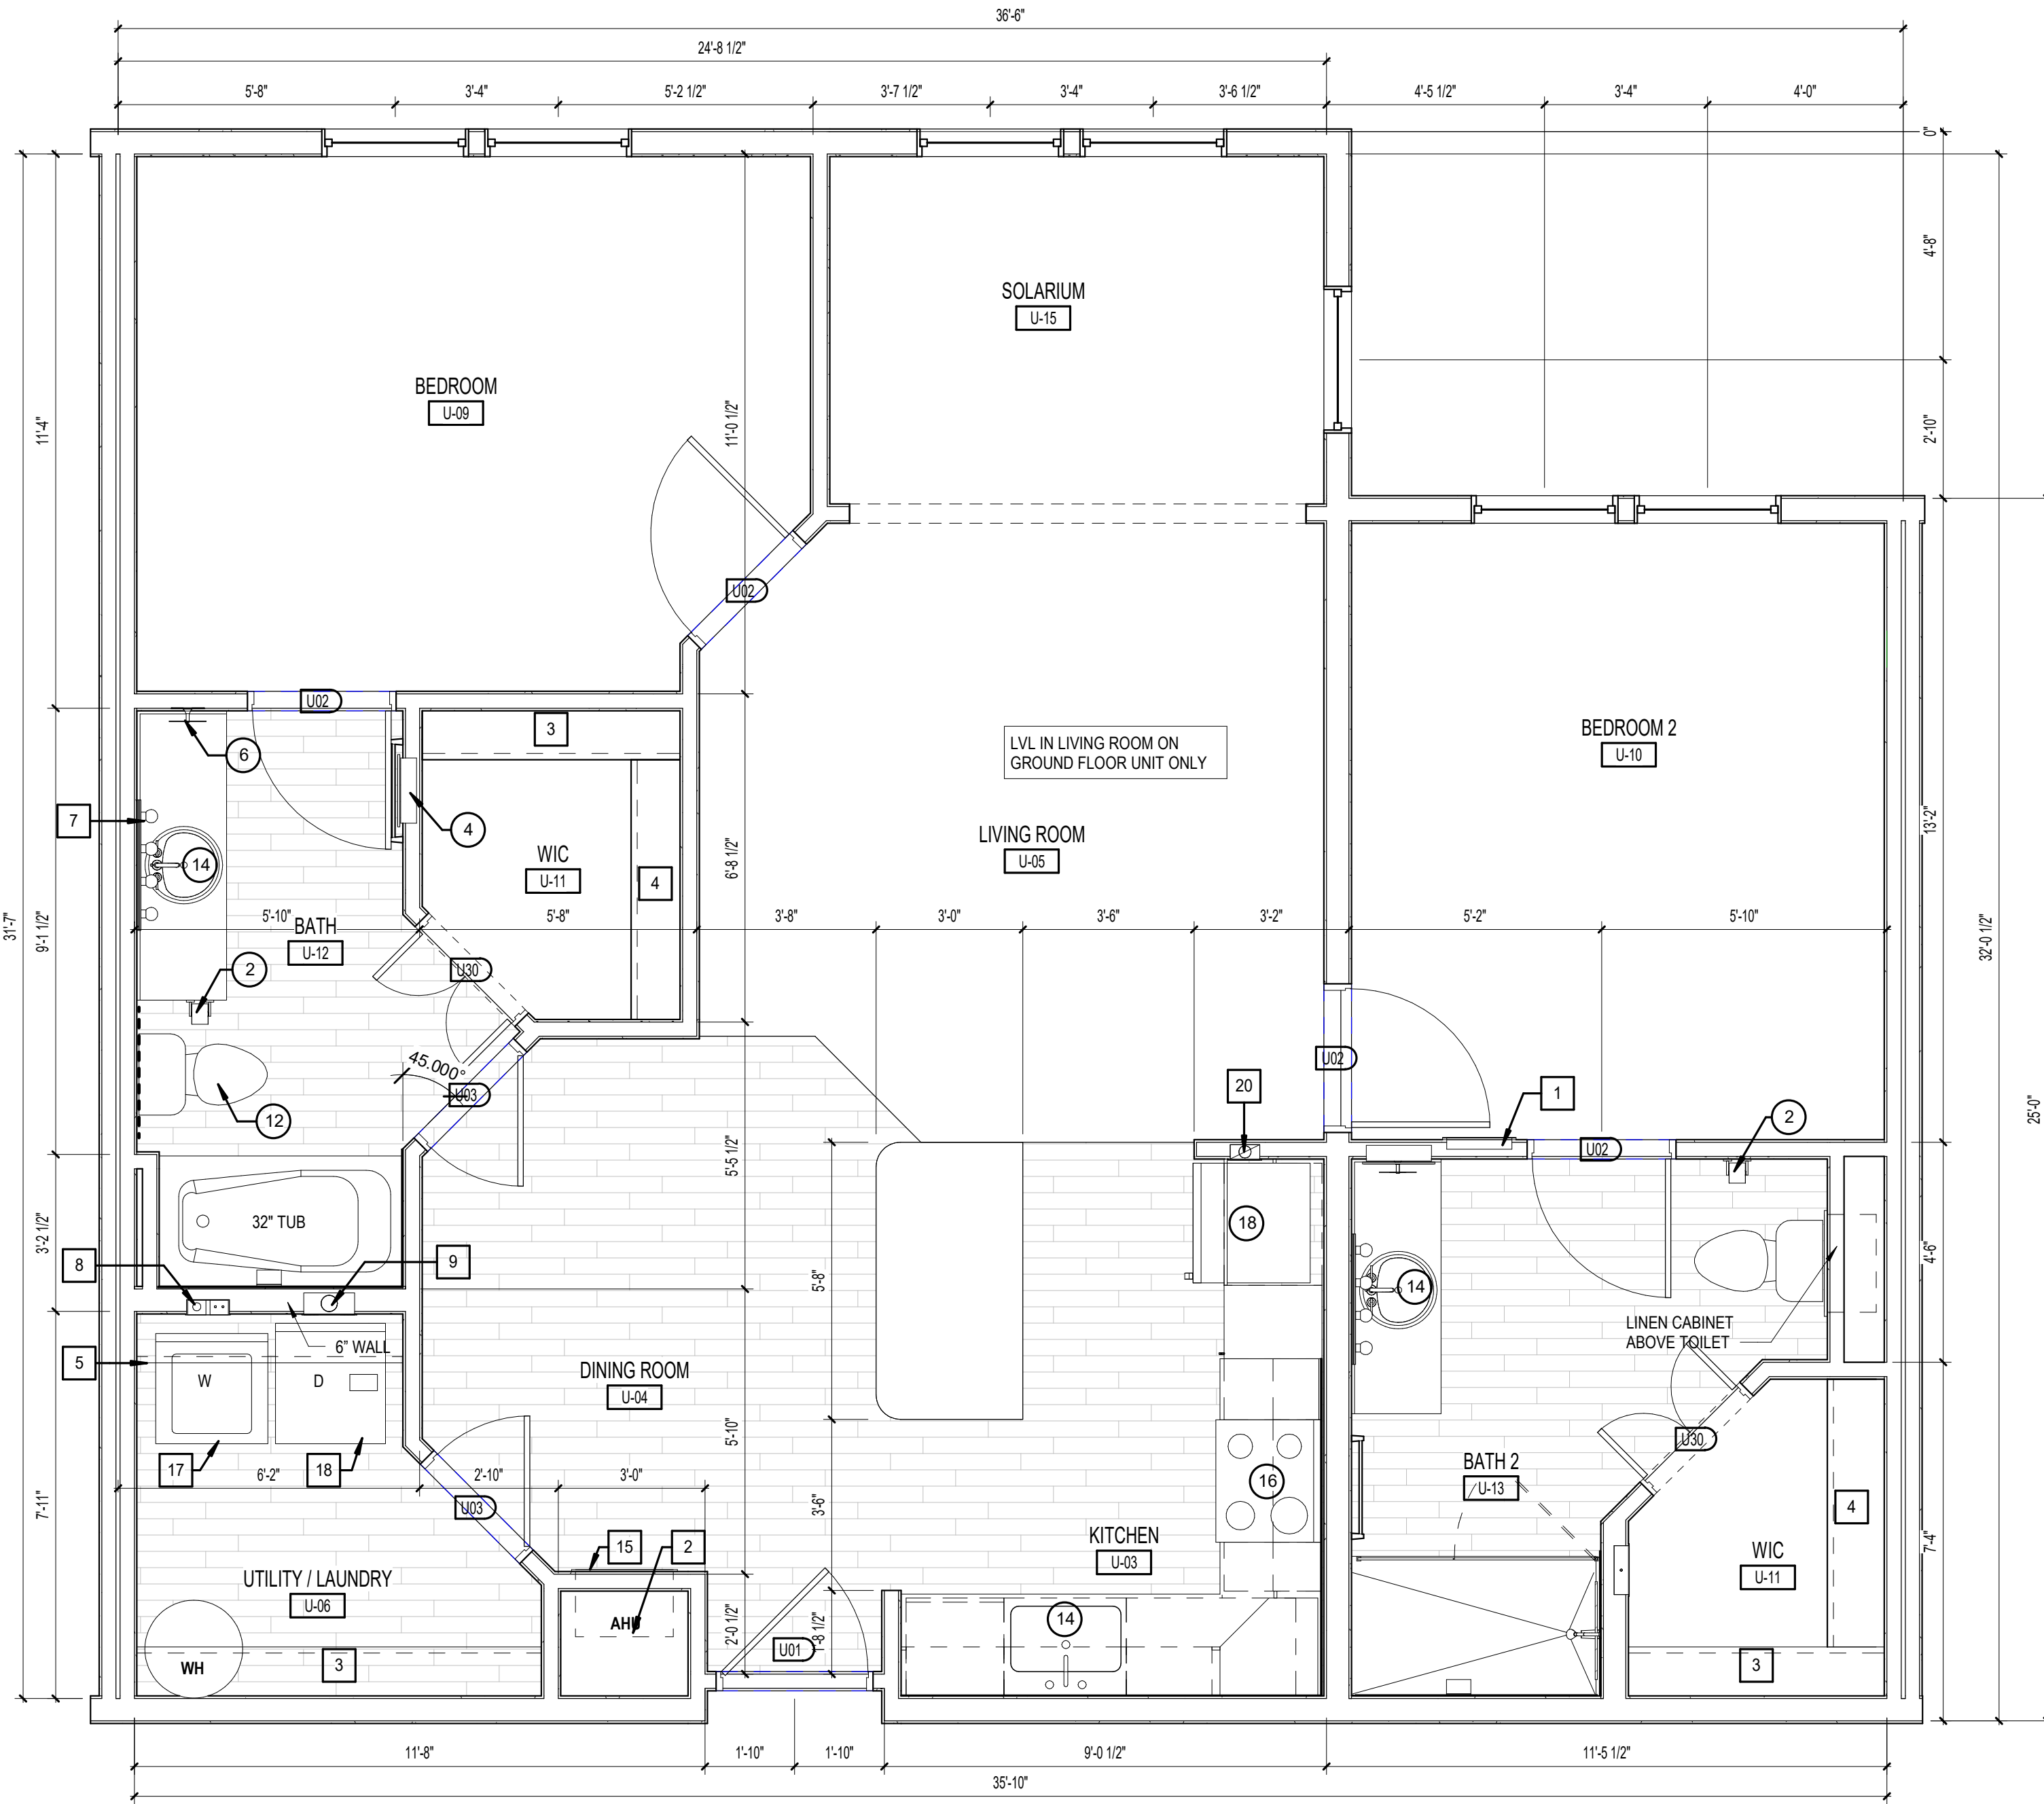 36'-6"
24'-8 1/2"
5'-8"
3'-4"
5'-2 1/2"
3'-7 1/2"
3'-4"
3'-6 1/2"
4'-5 1/2"
3'-4"
4'-0"
0"
4'-8"
SOLARIUM
U-15
BEDROOM
U-09
11'-4"
11'-0 1/2"
2'-10"
U02
U02
3
6
7
4
14
WIC
U-11
4
6'-8 1/2"
LVL IN LIVING ROOM ON
GROUND FLOOR UNIT ONLY
LIVING ROOM
U-05
BEDROOM 2
U-10
13'-2"
31'-7"
9'-1 1/2"
32'-0 1/2"
5'-10"
5'-8"
3'-8"
3'-0"
3'-6"
3'-2"
5'-2"
5'-10"
BATH
U-12
2
U30
45.000°
U03
12
U02
20
1
2
U02
25'-0"
5'-5 1/2"
3'-2 1/2"
32" TUB
18
8
9
5'-8"
14
4'-6"
LINEN CABINET
ABOVE TOILET
6” WALL
5
W
D
DINING ROOM
U-04
5'-10"
17
18
6'-2"
2'-10"
3'-0"
U03
7'-11"
3'-6"
16
BATH 2
U-13
U30
4
7'-4"
15
2
KITCHEN
U-03
WIC
U-11
UTILITY / LAUNDRY
U-06
AHU
2'-0 1/2"
U01
1'-8 1/2"
14
WH
3
3
11'-8"
1'-10"
1'-10"
9'-0 1/2"
11'-5 1/2"
35'-10"